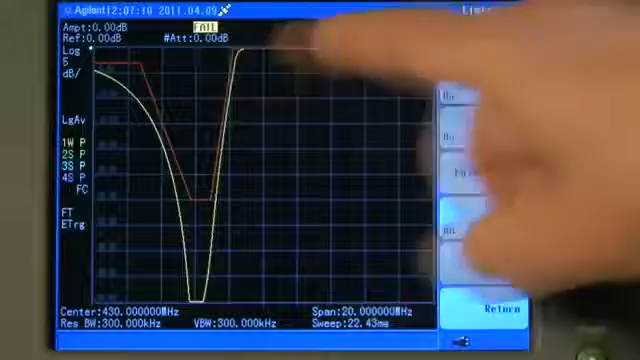 Agilent 12:07:10 2011.04.09
Ampt:0.00dB FAIL
Ref:0.00dB #Att:0.00dB
Log
5
dB/
LgAv
1W P
2S P
3S P
4S P
FC
FT
ETrg
Center:430.000000MHz Span:20.000000MHz
Res BW:300.000kHz VBW:300.000kHz Sweep:22.43ms
Return